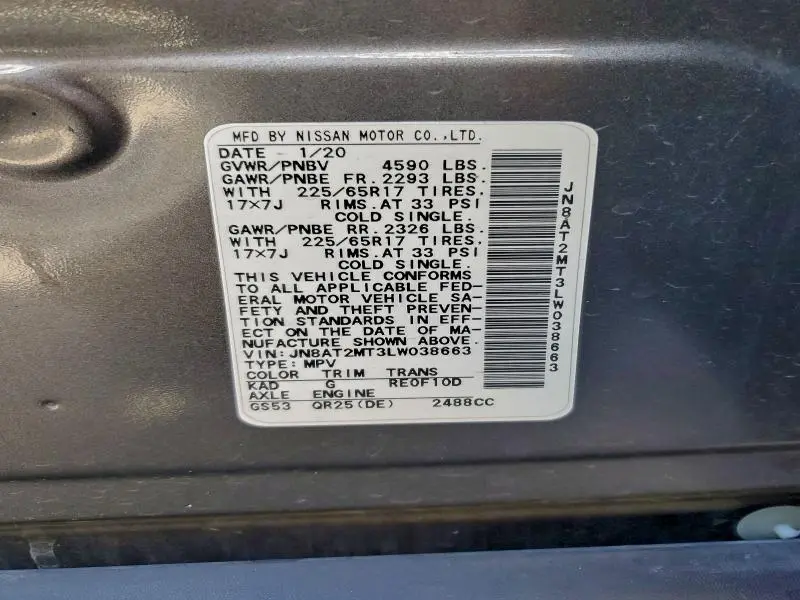 MFD BY NISSAN MOTOR CO.,LTD.
DATE 1/20
GVWR/PNBV 4590 LBS.
GAWR/PNBE FR. 2293 LBS.
WITH 225/65R17 TIRES.
17×7J RIMS.AT 33 PSI
COLD SINGLE.
GAWR/PNBE RR. 2326 LBS.
WITH 225/65R17 TIRES.
17×7J RIMS.AT 33 PSI
COLD SINGLE.
THIS VEHICLE CONFORMS
TO ALL APPLICABLE FED-
ERAL MOTOR VEHICLE SA-
FETY AND THEFT PREVEN-
TION STANDARDS IN EFF-
ECT ON THE DATE OF MA-
NUFACTURE SHOWN ABOVE.
VIN: JN8AT2MT3LW038663
TYPE: MPV
COLOR TRIM TRANS
KAD G RE0F10D
AXLE ENGINE
GS53 QR25(DE) 2488CC
JN8AT2MT3LW038663